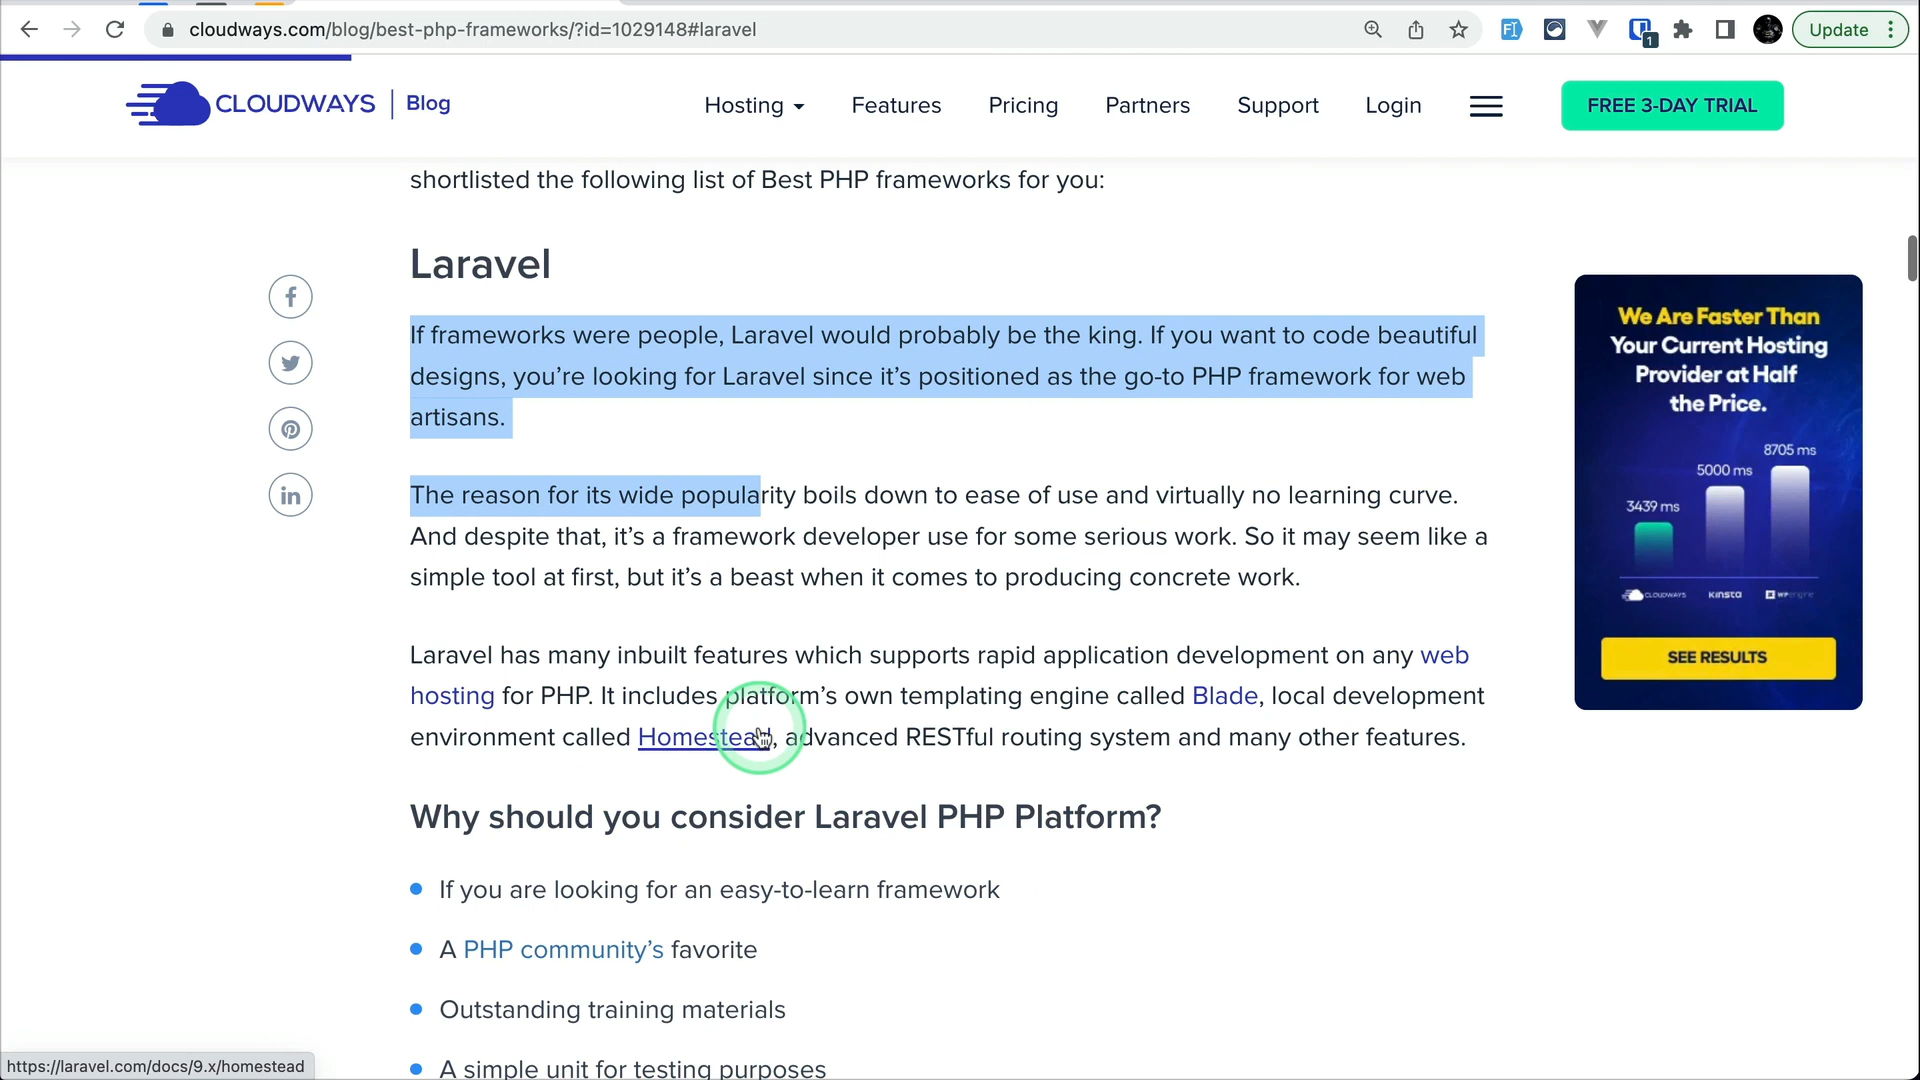 cloudways.com/blog/best-php-frameworks/?id=1029148#laravel
1
Update
CLOUDWAYS | Blog
Hosting
Features
Pricing
Partners
Support
Login
FREE 3-DAY TRIAL
shortlisted the following list of Best PHP frameworks for you:
Laravel
If frameworks were people, Laravel would probably be the king. If you want to code beautiful
designs, you’re looking for Laravel since it’s positioned as the go-to PHP framework for web
artisans.
The reason for its wide popularity boils down to ease of use and virtually no learning curve.
And despite that, it’s a framework developer use for some serious work. So it may seem like a
simple tool at first, but it’s a beast when it comes to producing concrete work.
Laravel has many inbuilt features which supports rapid application development on any web
hosting for PHP. It includes platform’s own templating engine called Blade, local development
environment called Homestead, advanced RESTful routing system and many other features.
Why should you consider Laravel PHP Platform?
If you are looking for an easy-to-learn framework
A PHP community’s favorite
Outstanding training materials
A simple unit for testing purposes
We Are Faster Than
Your Current Hosting
Provider at Half
the Price.
8705 ms
5000 ms
3439 ms
CLOUDWAYS
KINSTA
WP engine
SEE RESULTS
https://laravel.com/docs/9.x/homestead